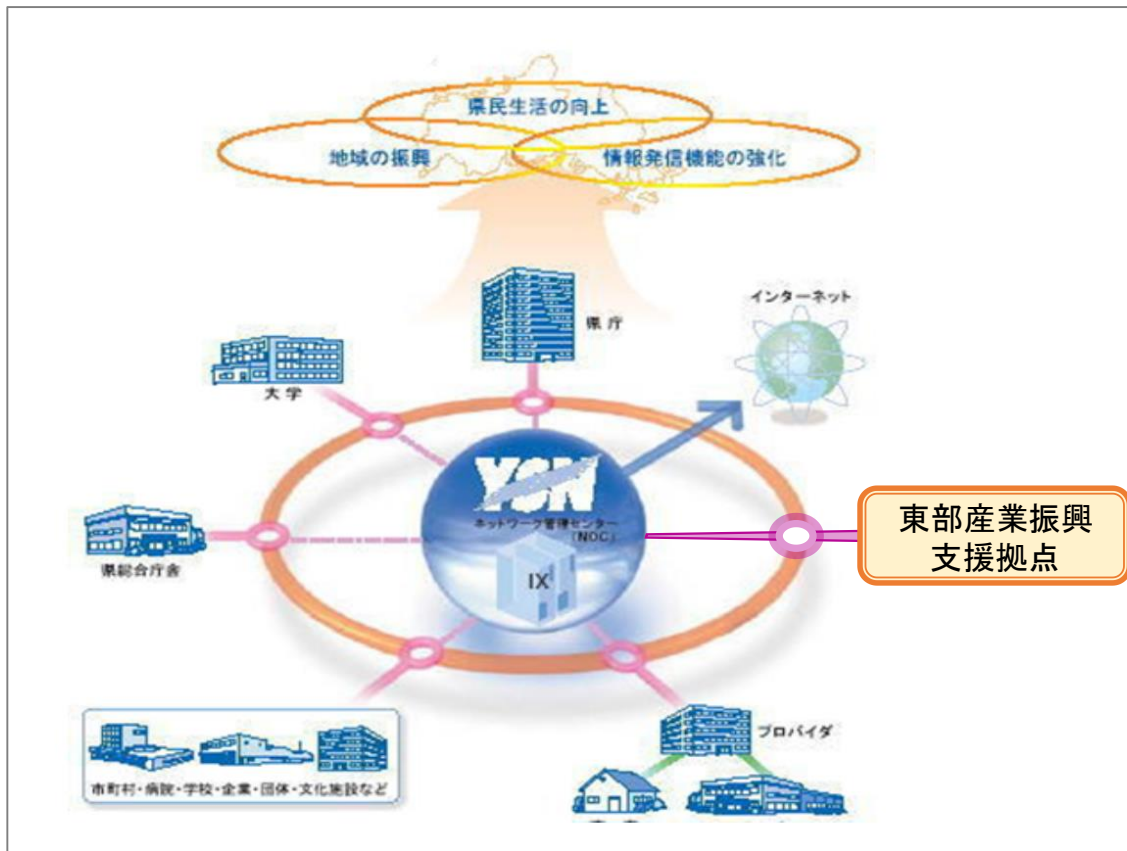 県民生活の向上
地域の振興
情報発信機能の強化
県庁
インターネット
大学
YSN
ネットワーク管理センター
(NOC)
IX
県総合庁舎
東部産業振興
支援拠点
プロバイダ
市町村・病院・学校・企業・団体・文化施設など